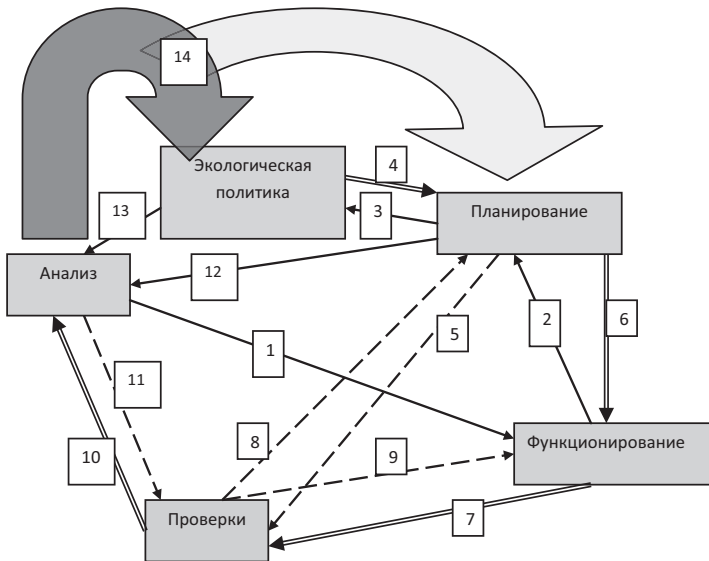 14
Экологическая
политика
4
Планирование
13
3
Анализ
12
1
5
2
6
11
8
9
10
Функционирование
Проверки
7